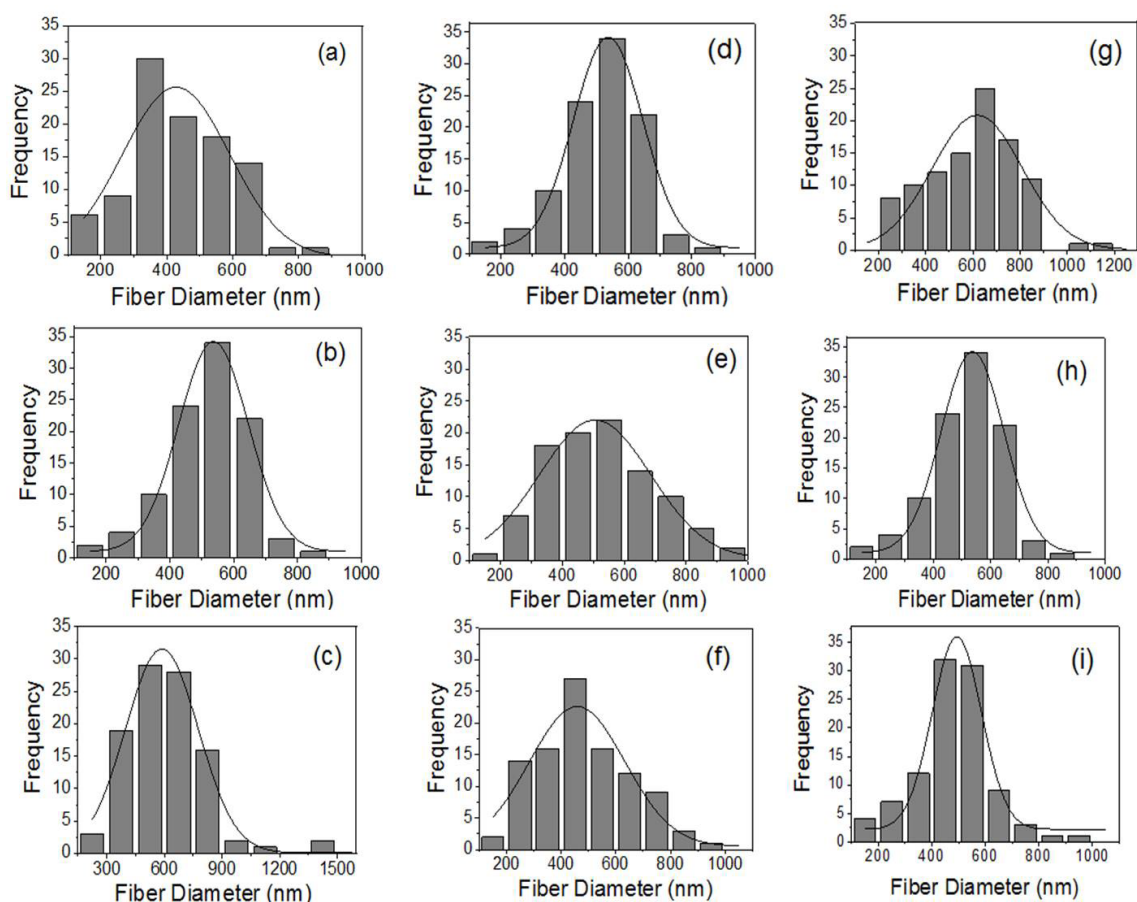 (a)
Frequency
35
30
25
20
15
10
5
0
200 400 600 800 1000
Fiber Diameter (nm)
(d)
Frequency
35
30
25
20
15
10
5
0
200 400 600 800 1000
Fiber Diameter (nm)
(g)
Frequency
35
30
25
20
15
10
5
0
200 400 600 800 1000 1200
Fiber Diameter (nm)
(b)
Frequency
35
30
25
20
15
10
5
0
200 400 600 800 1000
Fiber Diameter (nm)
(e)
Frequency
35
30
25
20
15
10
5
0
200 400 600 800 1000
Fiber Diameter (nm)
(h)
Frequency
35
30
25
20
15
10
5
0
200 400 600 800 1000
Fiber Diameter (nm)
(c)
Frequency
35
30
25
20
15
10
5
0
300 600 900 1200 1500
Fiber Diameter (nm)
(f)
Frequency
35
30
25
20
15
10
5
0
200 400 600 800 1000
Fiber Diameter (nm)
(i)
Frequency
35
30
25
20
15
10
5
0
200 400 600 800 1000
Fiber Diameter (nm)